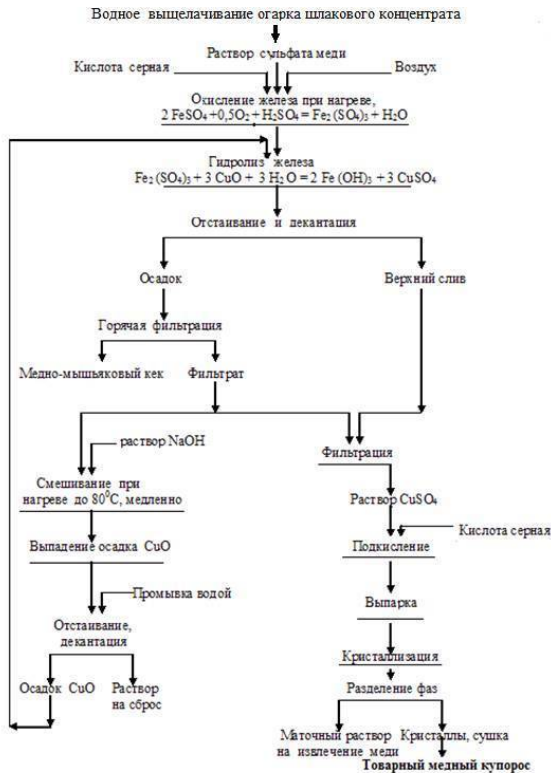 Водное выщелачивание огарка шлакового концентрата
Раствор сульфата меди
Кислота серная
Воздух
Окисление железа при нагреве,
2 FeSO₄ +0,5O₂ + H₂SO₄ = Fe₂ (SO₄)₃ + H₂O
Гидролиз железа
Fe₂ (SO₄)₃ + 3 CuO + 3 H₂O = 2 Fe (OH)₃ + 3 CuSO₄
Отстаивание и декантация
Осадок
Верхний слив
Горячая фильтрация
Медно-мышьяковый кек
Фильтрат
раствор NaOH
Фильтрация
Смешивание при
нагреве до 80⁰C, медленно
Раствор CuSO₄
Кислота серная
Выпадение осадка CuO
Подкисление
Промывка водой
Выпарка
Отстаивание,
декантация
Кристаллизация
Осадок CuO
Раствор
на сброс
Разделение фаз
Маточный раствор
на извлечение меди
Кристаллы, сушка
Товарный медный купорос